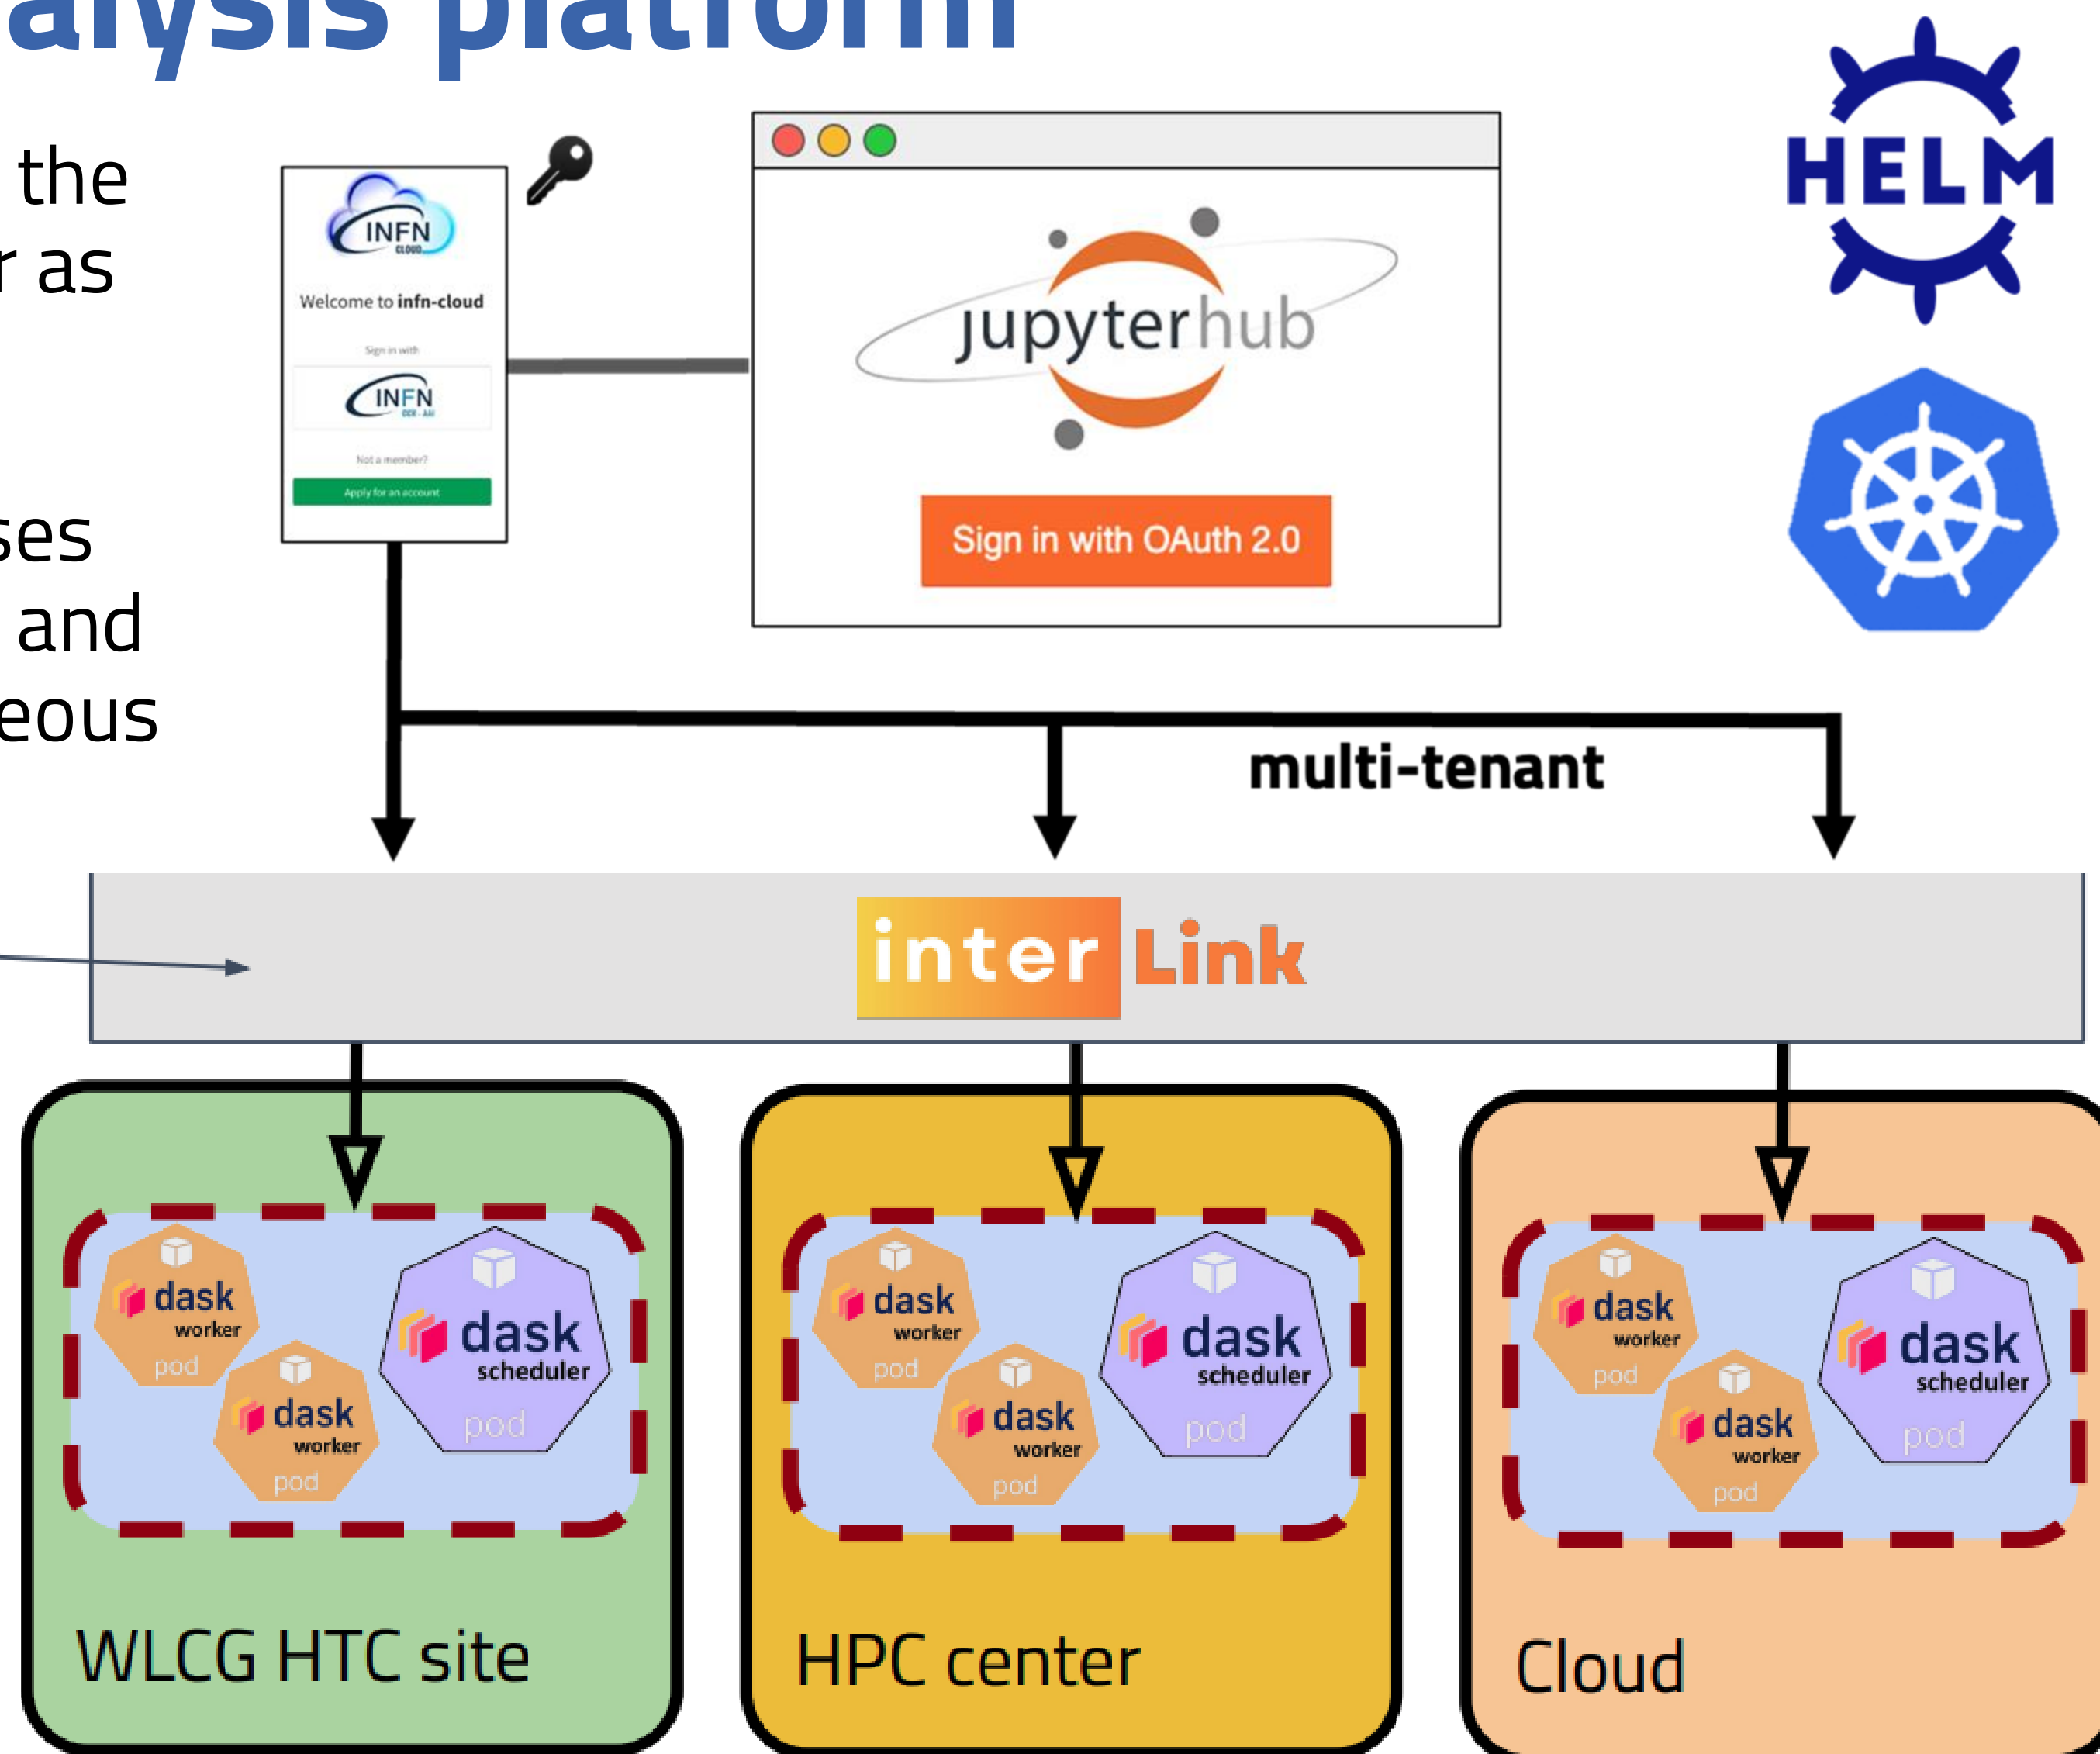 alysis platform
the
r as
ses
and
eous
INFN
CLOUD
Welcome to infn-cloud
Sign in with
INFN
CCR - AAI
Not a member?
Apply for an account
jupyterhub
Sign in with OAuth 2.0
HELM
multi-tenant
inter Link
dask
worker
pod
dask
worker
pod
dask
scheduler
pod
WLCG HTC site
dask
worker
pod
dask
worker
pod
dask
scheduler
pod
HPC center
dask
worker
pod
dask
worker
pod
dask
scheduler
pod
Cloud